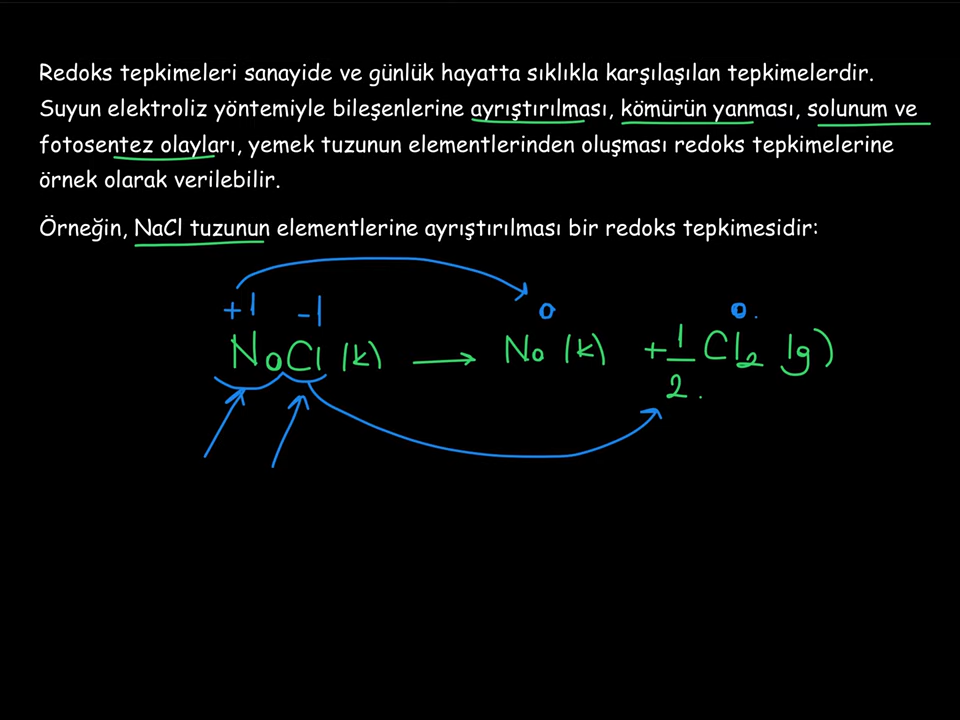 Redoks tepkimeleri sanayide ve günlük hayatta sıklıkla karşılaşılan tepkimelerdir.
Suyun elektroliz yöntemiyle bileşenlerine ayrıştırılması, kömürün yanması, solunum ve
fotosentez olayları, yemek tuzunun elementlerinden oluşması redoks tepkimelerine
örnek olarak verilebilir.
Örneğin, NaCl tuzunun elementlerine ayrıştırılması bir redoks tepkimesidir:
+1 -1 0 0
NaCl (k) → Na (k) + 1/2 Cl₂ (g)